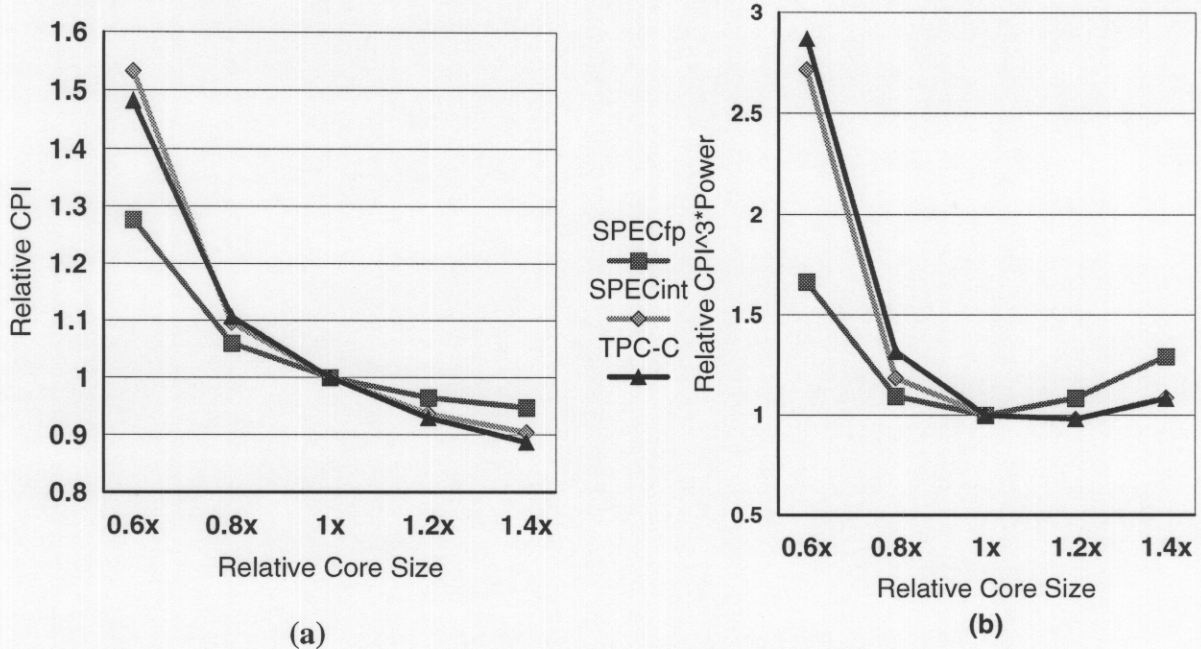 1.6
1.5
1.4
1.3
1.2
1.1
1
0.9
0.8
Relative CPI
0.6x 0.8x 1x 1.2x 1.4x
Relative Core Size
(a)
SPECfp
SPECint
TPC-C
3
2.5
2
1.5
1
0.5
Relative CPI^3*Power
0.6x 0.8x 1x 1.2x 1.4x
Relative Core Size
(b)